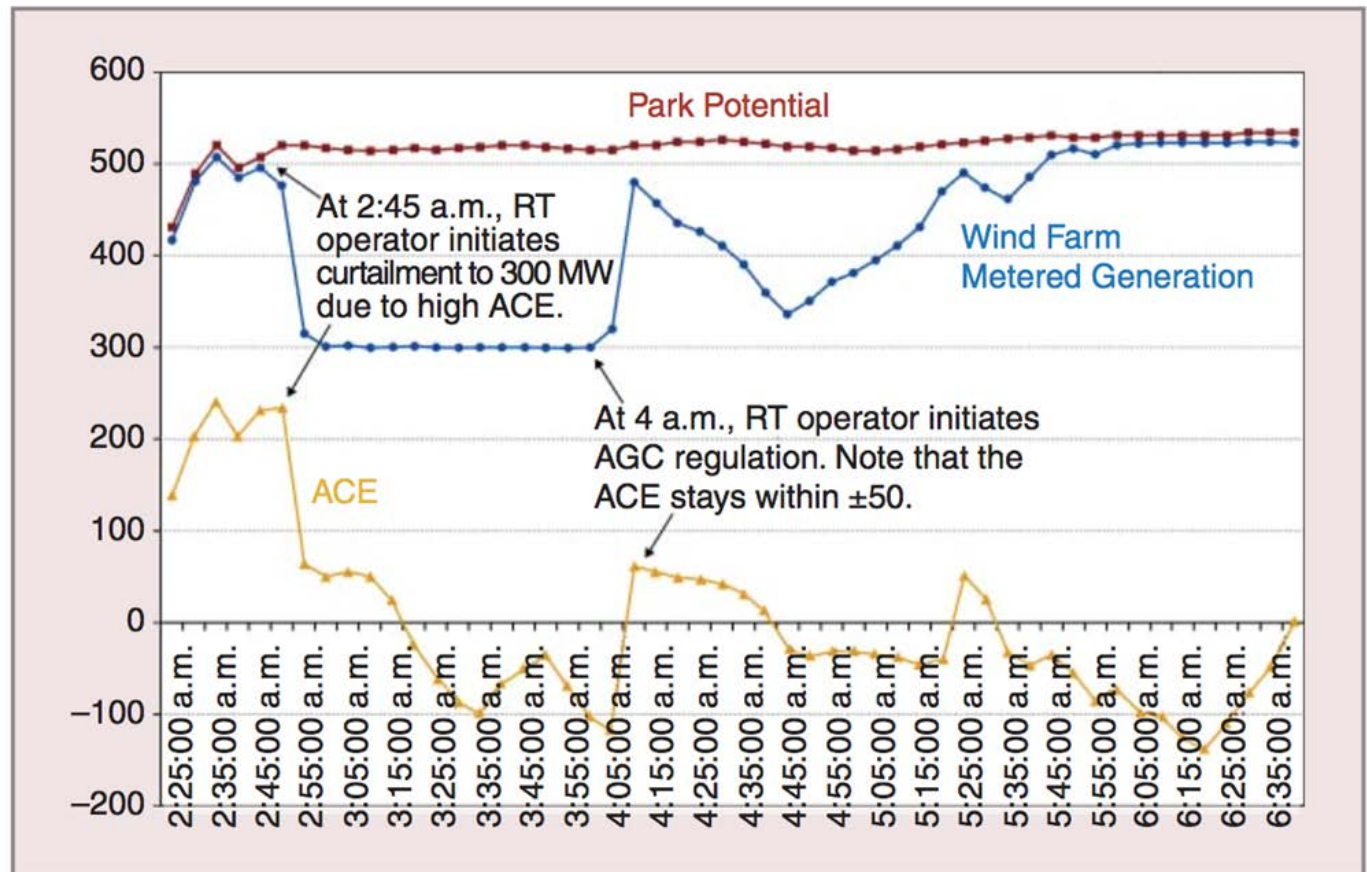 600
500
400
300
200
100
0
–100
–200
Park Potential
At 2:45 a.m., RT
operator initiates
curtailment to 300 MW
due to high ACE.
Wind Farm
Metered Generation
At 4 a.m., RT operator initiates
AGC regulation. Note that the
ACE stays within ±50.
ACE
2:25:00 a.m.
2:35:00 a.m.
2:45:00 a.m.
2:55:00 a.m.
3:05:00 a.m.
3:15:00 a.m.
3:25:00 a.m.
3:35:00 a.m.
3:45:00 a.m.
3:55:00 a.m.
4:05:00 a.m.
4:15:00 a.m.
4:25:00 a.m.
4:35:00 a.m.
4:45:00 a.m.
4:55:00 a.m.
5:05:00 a.m.
5:15:00 a.m.
5:25:00 a.m.
5:35:00 a.m.
5:45:00 a.m.
5:55:00 a.m.
6:05:00 a.m.
6:15:00 a.m.
6:25:00 a.m.
6:35:00 a.m.